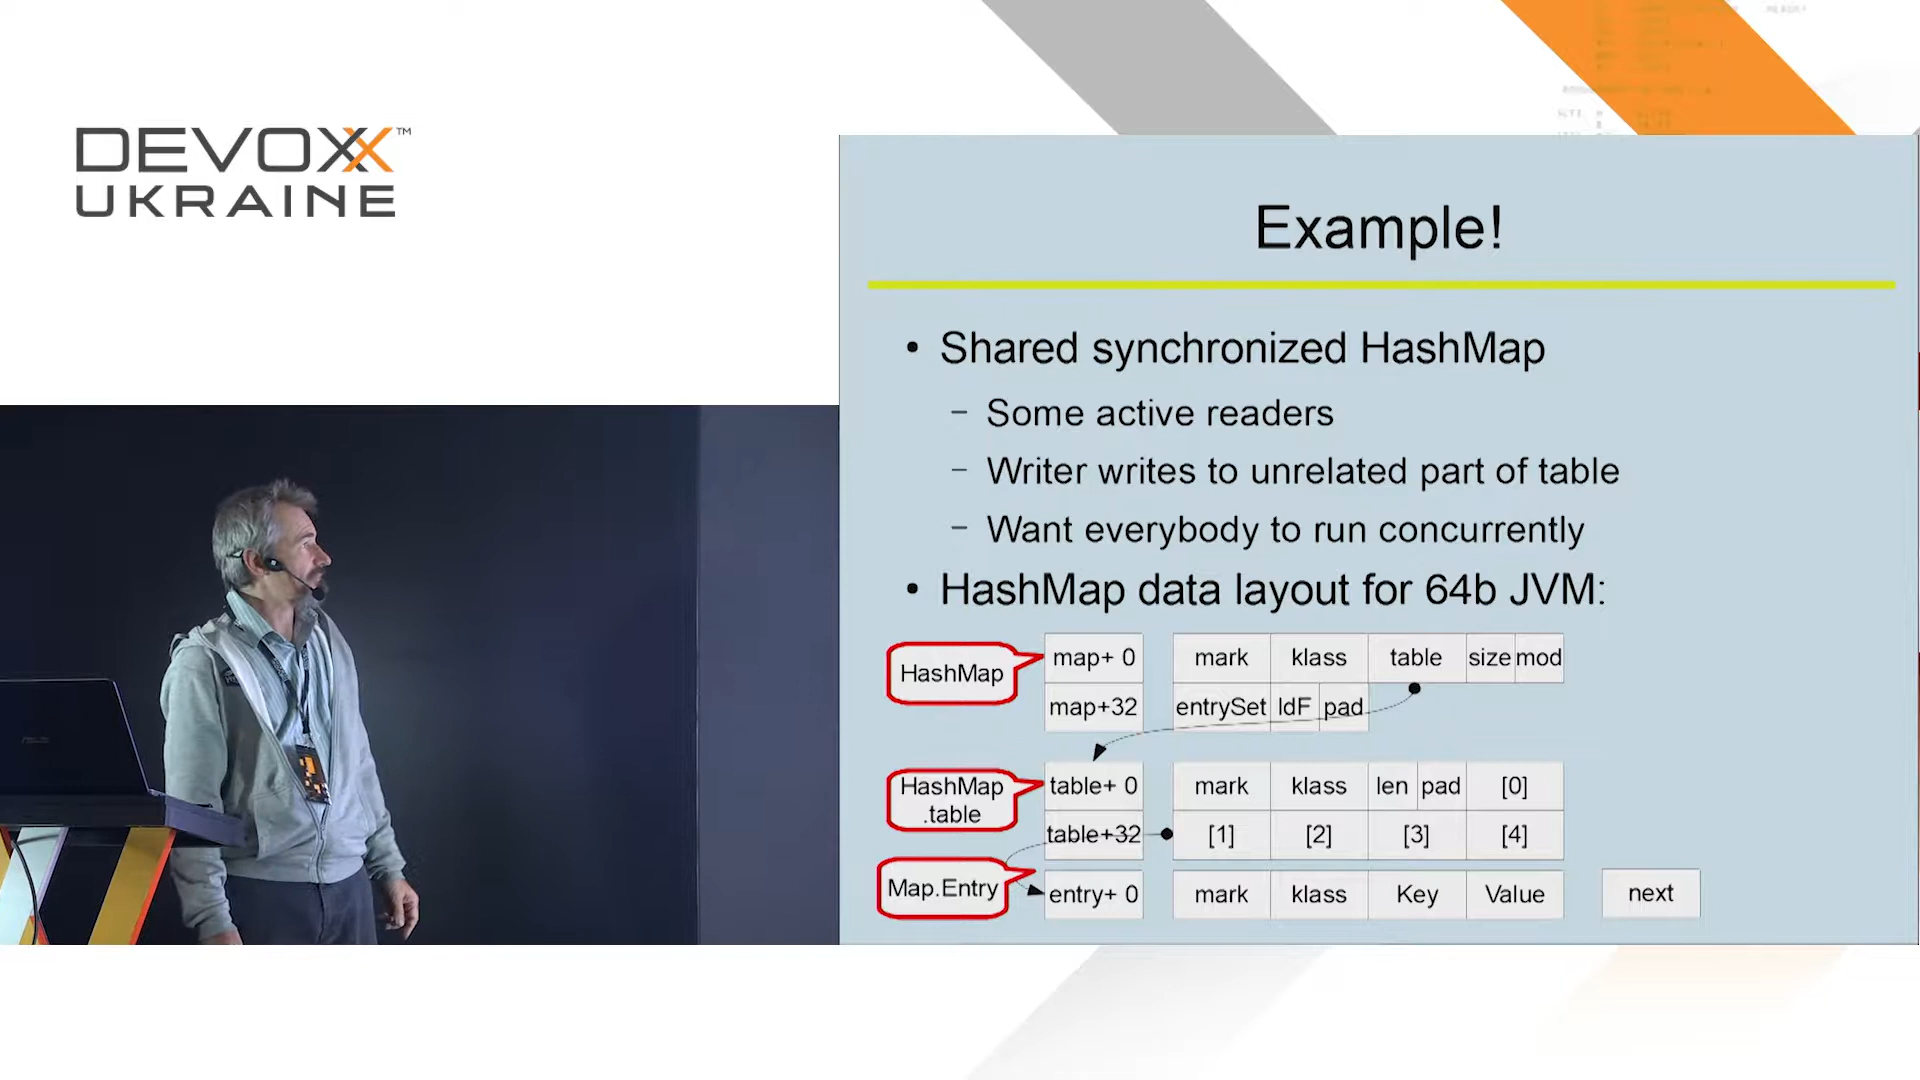 DEVOXX™
UKRAINE
Example!
• Shared synchronized HashMap
– Some active readers
– Writer writes to unrelated part of table
– Want everybody to run concurrently
• HashMap data layout for 64b JVM:
HashMap map+ 0 mark klass table size mod
map+32 entrySet ldF pad
HashMap
.table
table+ 0 mark klass len pad [0]
table+32 [1] [2] [3] [4]
Map.Entry entry+ 0 mark klass Key Value next